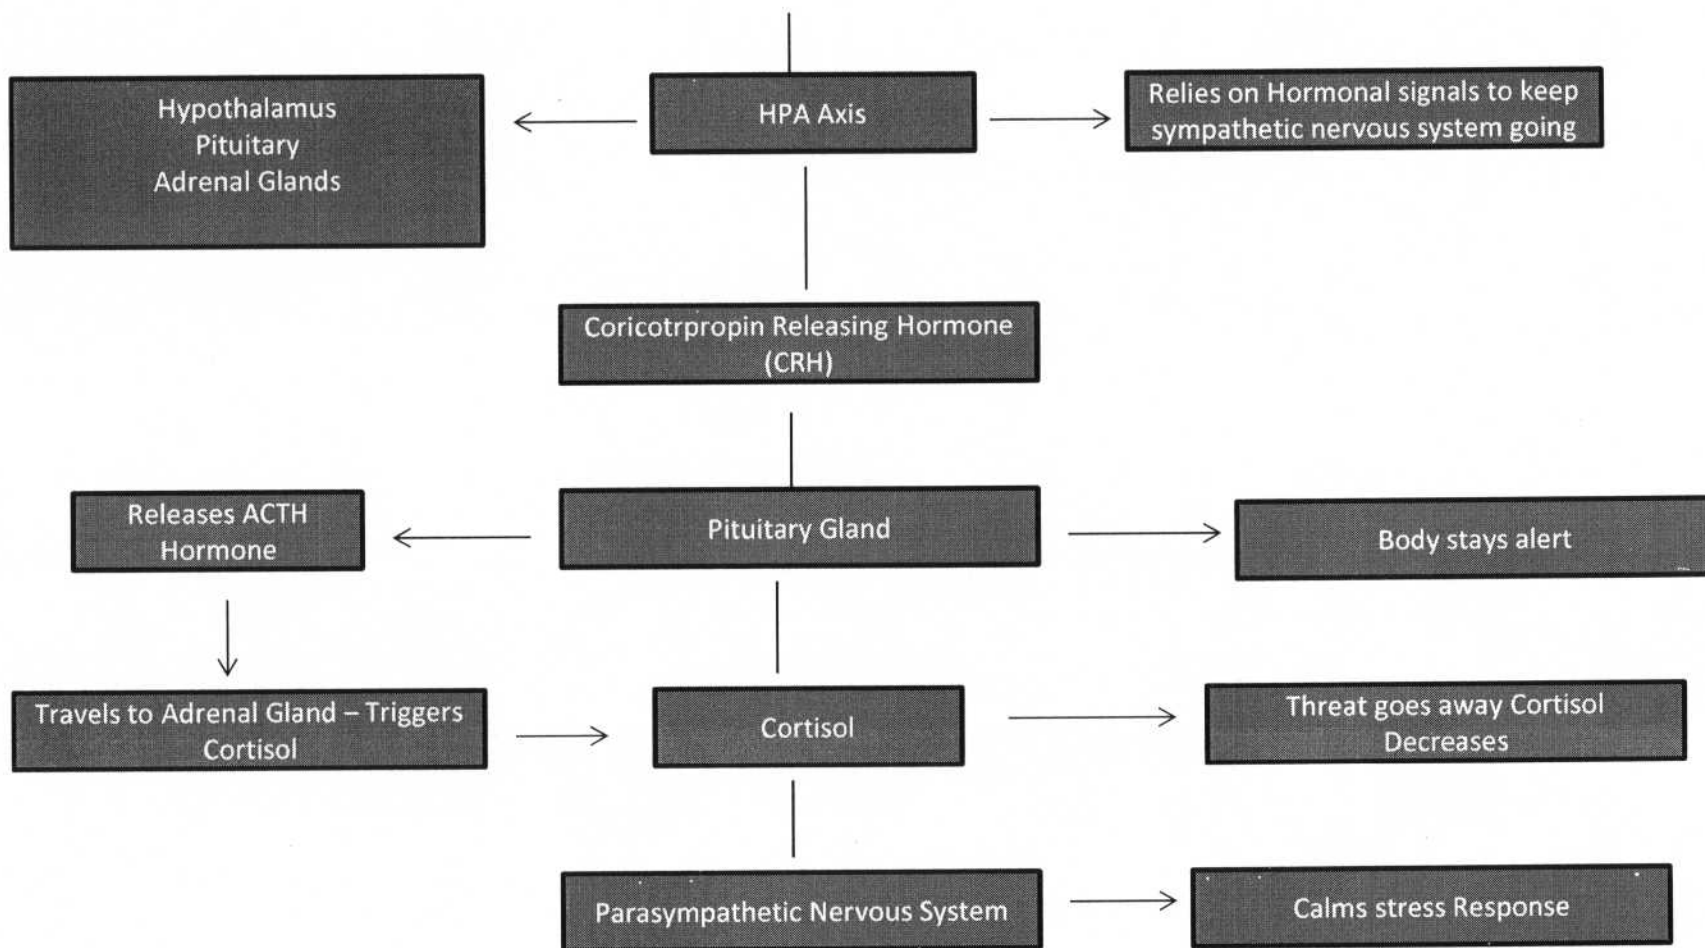 Hypothalamus
Pituitary
Adrenal Glands
HPA Axis
Relies on Hormonal signals to keep
sympathetic nervous system going
Coricotrpropin Releasing Hormone
(CRH)
Releases ACTH
Hormone
Pituitary Gland
Body stays alert
Travels to Adrenal Gland – Triggers
Cortisol
Cortisol
Threat goes away Cortisol
Decreases
Parasympathetic Nervous System
Calms stress Response